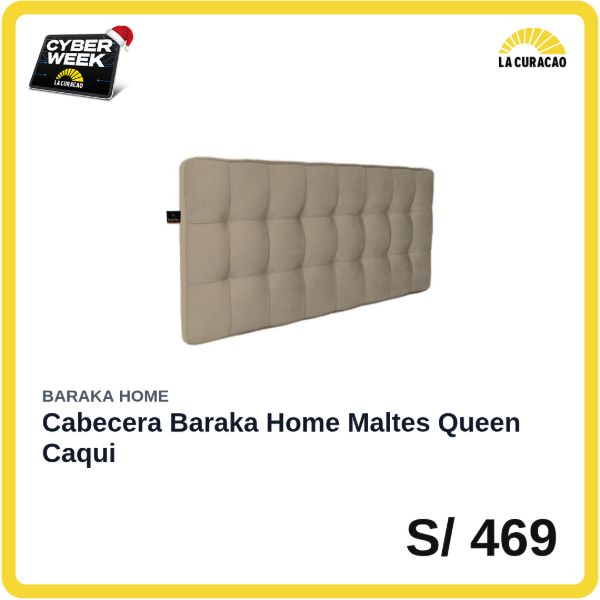 CYBER
WEEK
LA CURACAO
LA CURACAO
BARAKA HOME
Cabecera Baraka Home Maltes Queen
Caqui
S/ 469